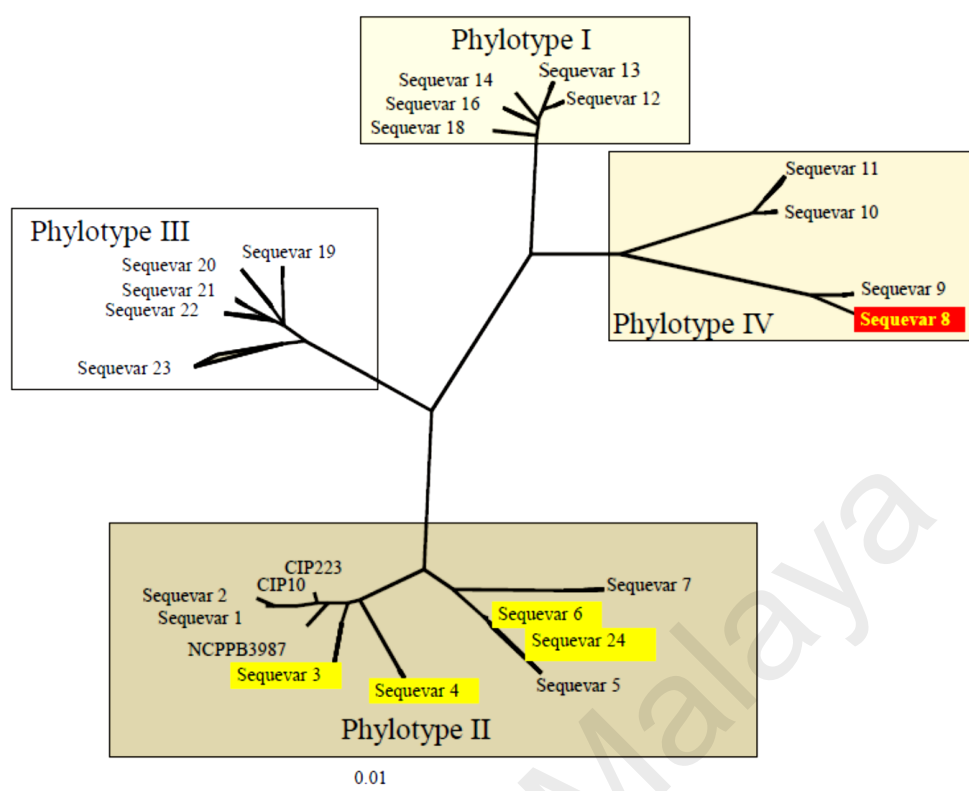 Phylotype I
Sequevar 13
Sequevar 14
Sequevar 12
Sequevar 16
Sequevar 18
Sequevar 11
Sequevar 10
Phylotype III
Sequevar 19
Sequevar 20
Sequevar 21
Sequevar 22
Sequevar 23
Sequevar 9
Sequevar 8
Phylotype IV
CIP223
CIP10
Sequevar 2
Sequevar 1
NCPPB3987
Sequevar 3
Sequevar 4
Sequevar 7
Sequevar 6
Sequevar 24
Sequevar 5
Phylotype II
0.01
Malaya